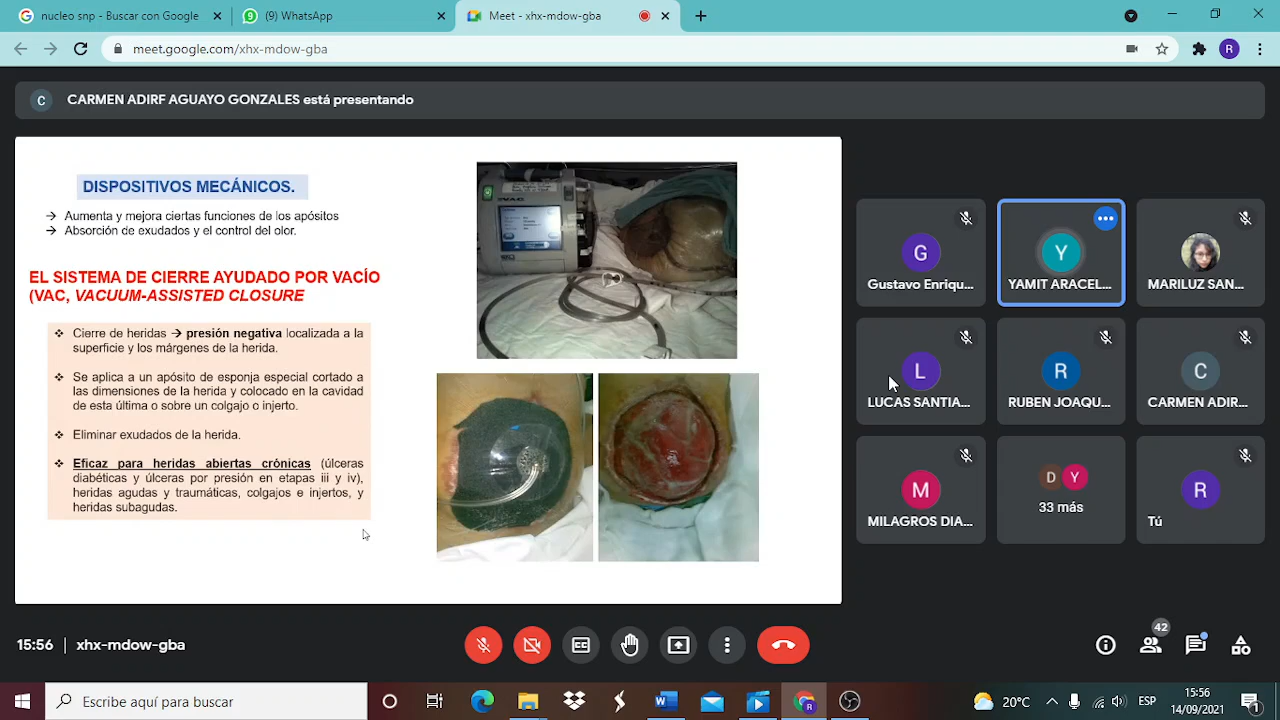 nucleo snp - Buscar con Google
(9) WhatsApp
Meet - xhx-mdow-gba
meet.google.com/xhx-mdow-gba
R
C
CARMEN ADIRF AGUAYO GONZALES está presentando
DISPOSITIVOS MECÁNICOS.
→ Aumenta y mejora ciertas funciones de los apósitos
→ Absorción de exudados y el control del olor.
EL SISTEMA DE CIERRE AYUDADO POR VACÍO
(VAC, VACUUM-ASSISTED CLOSURE
❖ Cierre de heridas → presión negativa localizada a la
superficie y los márgenes de la herida.
❖ Se aplica a un apósito de esponja especial cortado a
las dimensiones de la herida y colocado en la cavidad
de esta última o sobre un colgajo o injerto.
❖ Eliminar exudados de la herida.
❖ Eficaz para heridas abiertas crónicas (úlceras
diabéticas y úlceras por presión en etapas iii y iv),
heridas agudas y traumáticas, colgajos e injertos, y
heridas subagudas.
V.A.C.
G
Gustavo Enriqu...
Y
YAMIT ARACEL...
MARILUZ SAN...
L
LUCAS SANTIA...
R
RUBEN JOAQU...
C
CARMEN ADIR...
M
MILAGROS DIA...
D Y
33 más
R
Tú
15:56 | xhx-mdow-gba
42
Escribe aquí para buscar
20°C
ESP
15:56
14/09/2021
1